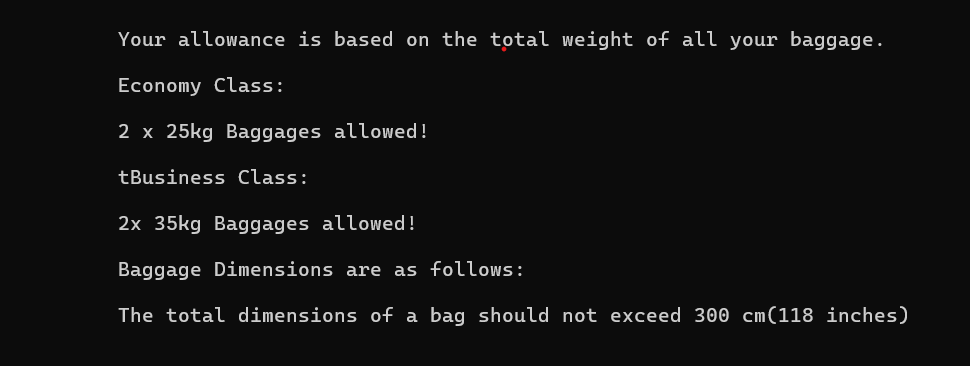 Your allowance is based on the total weight of all your baggage.
Economy Class:
2 x 25kg Baggages allowed!
tBusiness Class:
2x 35kg Baggages allowed!
Baggage Dimensions are as follows:
The total dimensions of a bag should not exceed 300 cm(118 inches)